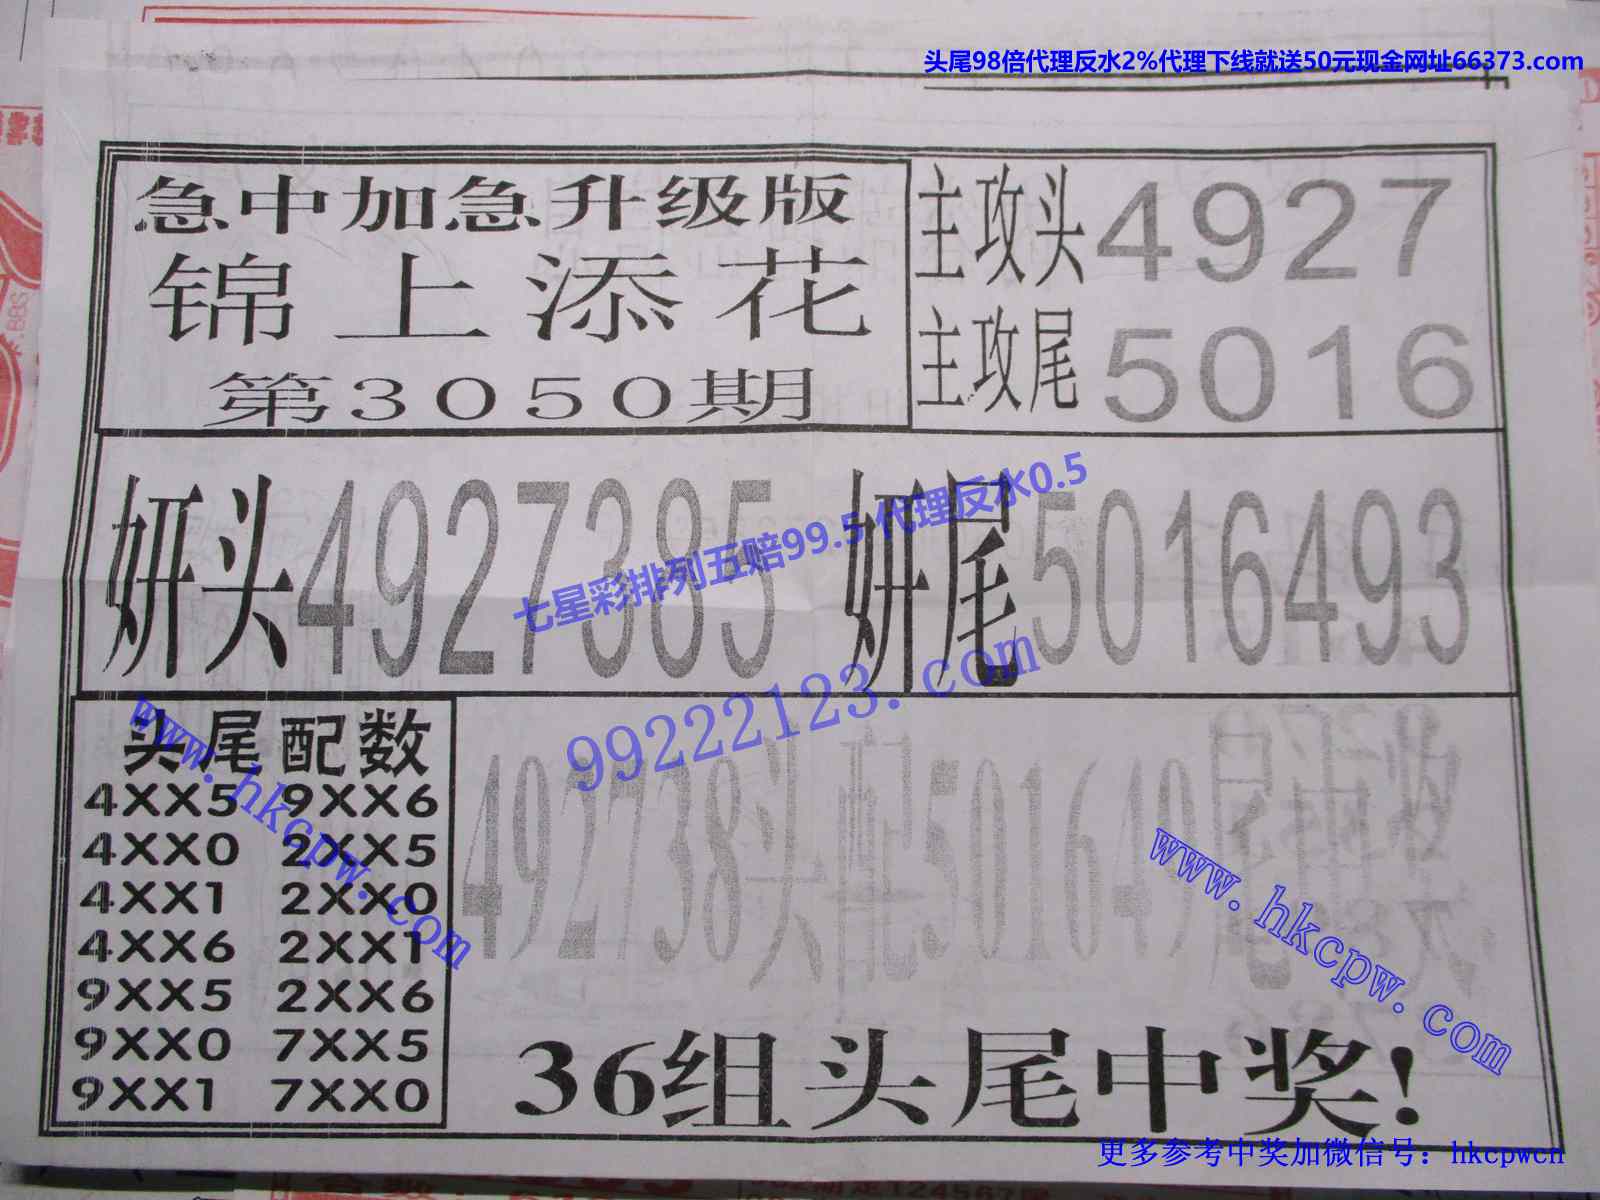 头尾98倍代理反水2%代理下线就送50元现金网址66373.com
急中加急升级版
锦上添花
第3050期
主攻头4927
主攻尾5016
妍头4927385
妍尾5016493
七星彩排列五赔99.5 代理反水0.5
99222123.com
www.hkcpw.com
头尾配数
4XX5 9XX6
4XX0 2XX5
4XX1 2XX0
4XX6 2XX1
9XX5 2XX6
9XX0 7XX5
9XX1 7XX0
492738头配501649尾
www.hkcpw.com
36组头尾中奖!
更多参考中奖加微信号：hkcpwcn